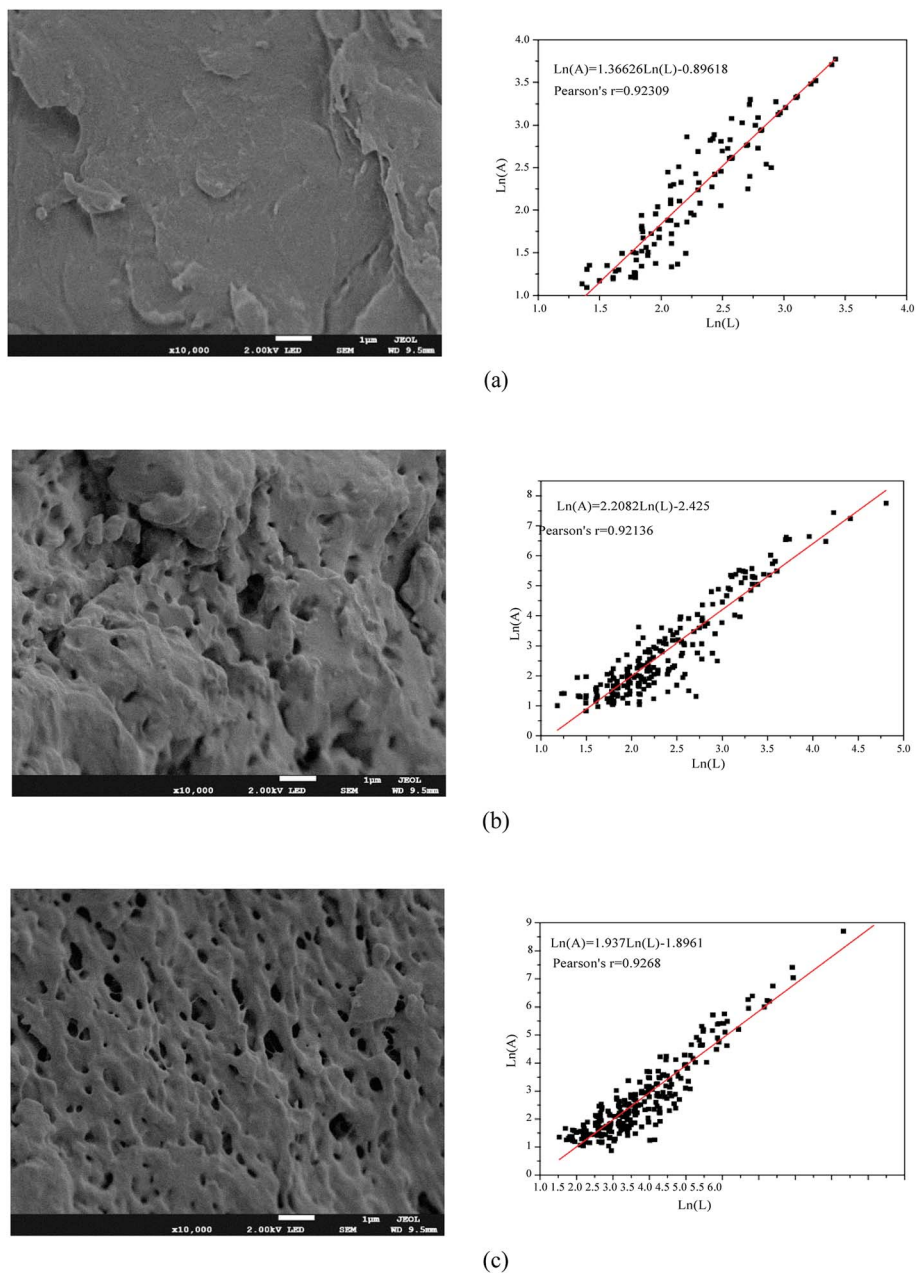 4.0
Ln(A)=1.36626Ln(L)-0.89618
Pearson's r=0.92309
3.5
3.0
2.5
Ln(A)
2.0
1.5
1.0
1.0 1.5 2.0 2.5 3.0 3.5 4.0
Ln(L)
1μm JEOL
x10,000 2.00kV LED SEM WD 9.5mm
(a)
8
Ln(A)=2.2082Ln(L)-2.425
Pearson's r=0.92136
7
6
5
Ln(A)
4
3
2
1
0
1.0 1.5 2.0 2.5 3.0 3.5 4.0 4.5 5.0
Ln(L)
1μm JEOL
x10,000 2.00kV LED SEM WD 9.5mm
(b)
9
Ln(A)=1.937Ln(L)-1.8961
Pearson's r=0.9268
8
7
6
5
Ln(A)
4
3
2
1
0
1.0 1.5 2.0 2.5 3.0 3.5 4.0 4.5 5.0 5.5 6.0
Ln(L)
1μm JEOL
x10,000 2.00kV LED SEM WD 9.5mm
(c)